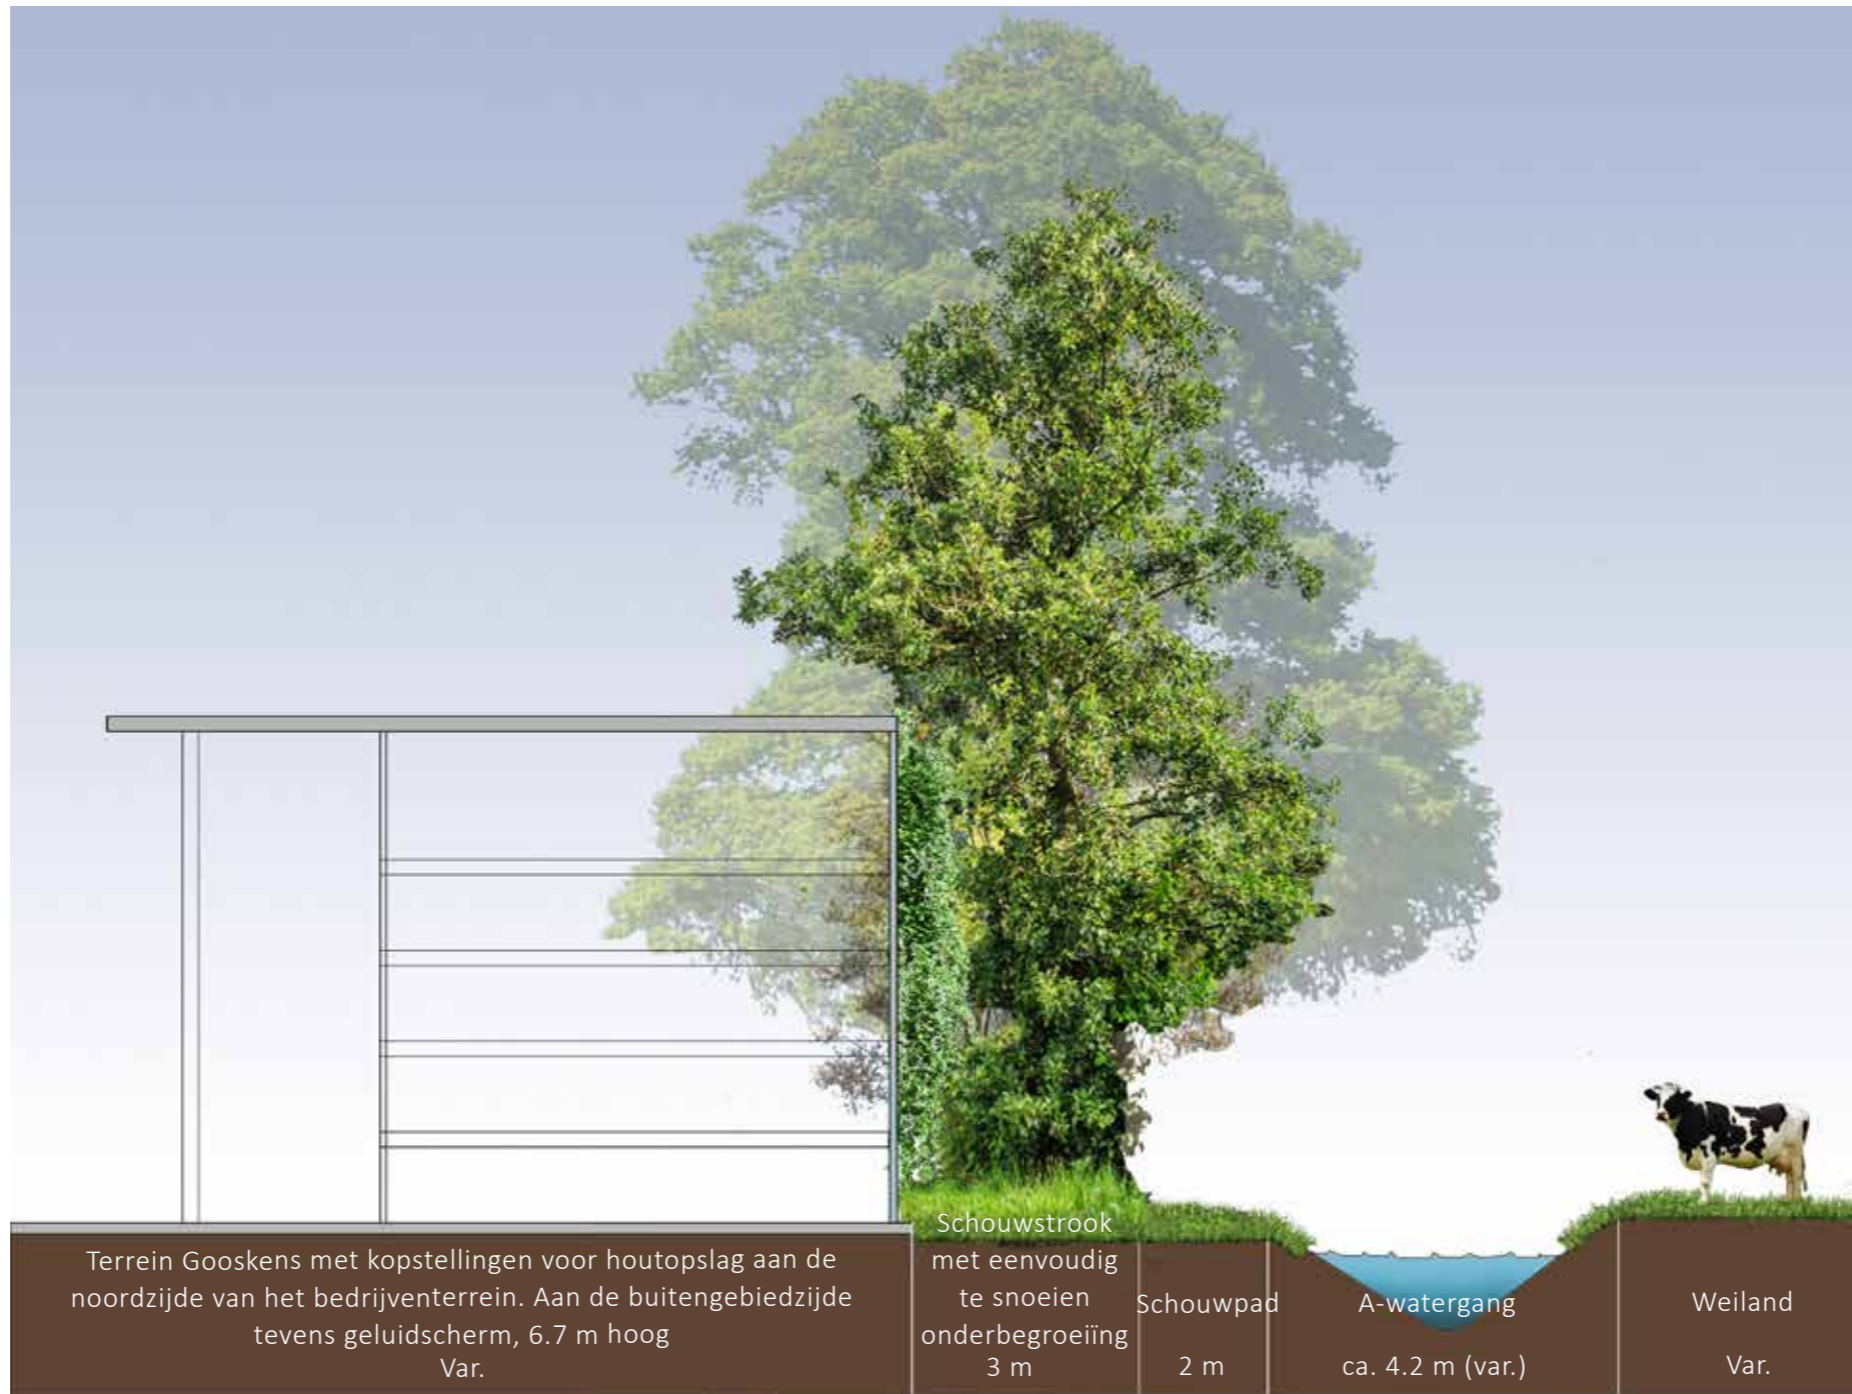 Terrein Gooskens met kopstellingen voor houtopslag aan de
noordzijde van het bedrijventerrein. Aan de buitengebiedzijde
tevens geluidscherm, 6.7 m hoog
Var.
Schouwstrook
met eenvoudig
te snoeien
onderbegroeiïng
3 m
Schouwpad
2 m
A-watergang
ca. 4.2 m (var.)
Weiland
Var.